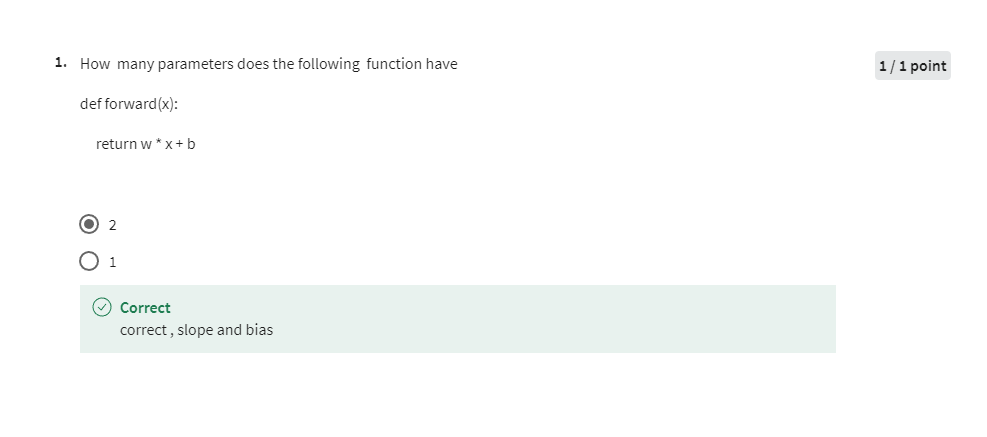 1. How many parameters does the following function have
1 / 1 point
def forward(x):
return w * x + b
2
1
Correct
correct , slope and bias